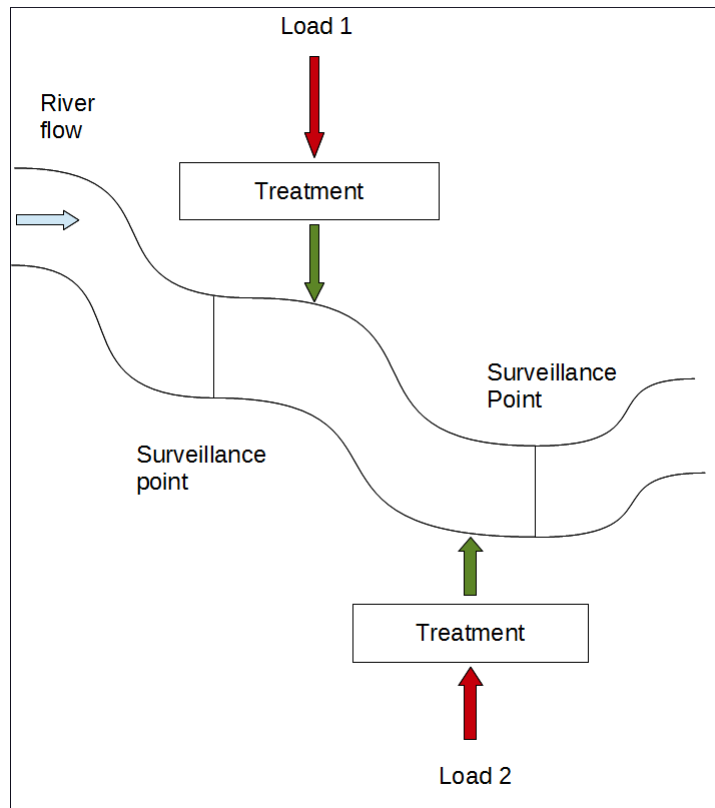 Load 1
River
flow
Treatment
Surveillance
Point
Surveillance
point
Treatment
Load 2